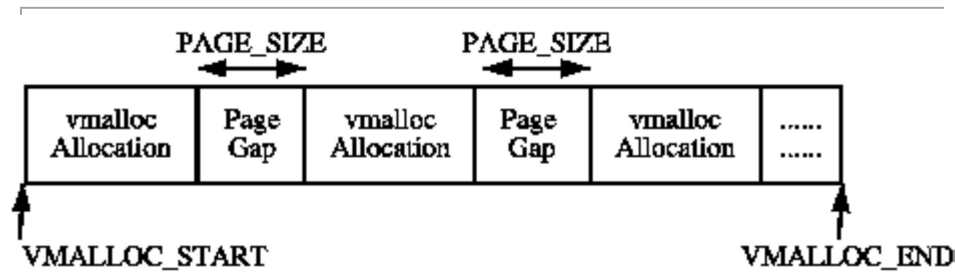 PAGE_SIZE PAGE_SIZE
vmalloc Allocation
Page Gap
vmalloc Allocation
Page Gap
vmalloc Allocation
......
......
VMALLOC_START VMALLOC_END